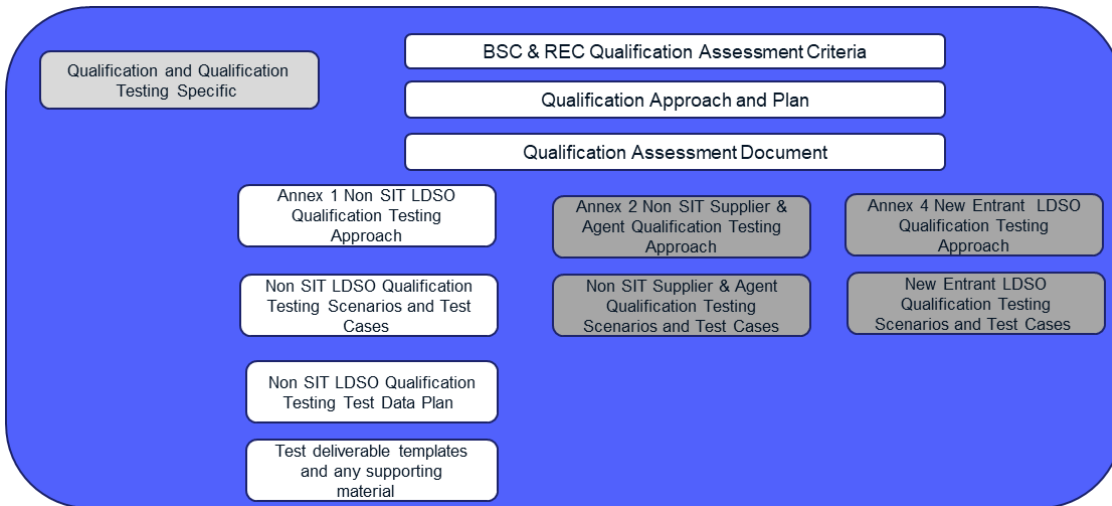 Qualification and Qualification
Testing Specific
BSC & REC Qualification Assessment Criteria
Qualification Approach and Plan
Qualification Assessment Document
Annex 1 Non SIT LDSO
Qualification Testing
Approach
Annex 2 Non SIT Supplier &
Agent Qualification Testing
Approach
Annex 4 New Entrant LDSO
Qualification Testing
Approach
Non SIT LDSO Qualification
Testing Scenarios and Test
Cases
Non SIT Supplier & Agent
Qualification Testing
Scenarios and Test Cases
New Entrant LDSO
Qualification Testing
Scenarios and Test Cases
Non SIT LDSO Qualification
Testing Test Data Plan
Test deliverable templates
and any supporting
material